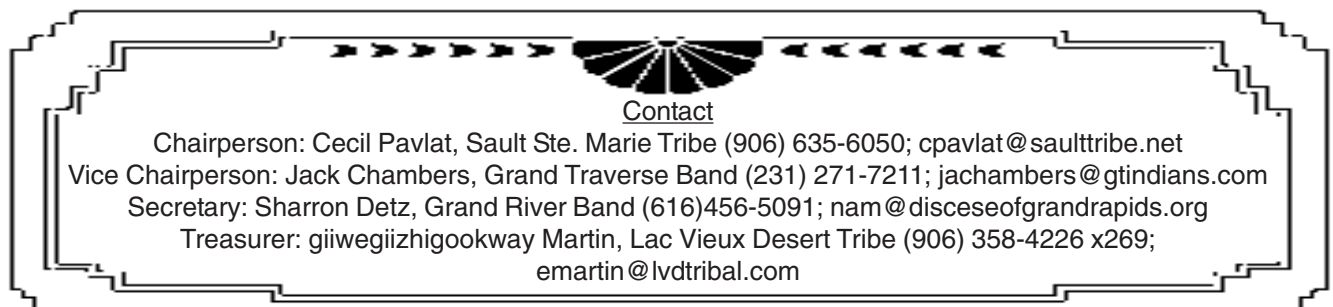 Contact
Chairperson: Cecil Pavlat, Sault Ste. Marie Tribe (906) 635-6050; cpavlat@saulttribe.net
Vice Chairperson: Jack Chambers, Grand Traverse Band (231) 271-7211; jachambers@gtindians.com
Secretary: Sharron Detz, Grand River Band (616)456-5091; nam@disceseofgrandrapids.org
Treasurer: giiwegiizhigookway Martin, Lac Vieux Desert Tribe (906) 358-4226 x269;
emartin@lvdtribal.com